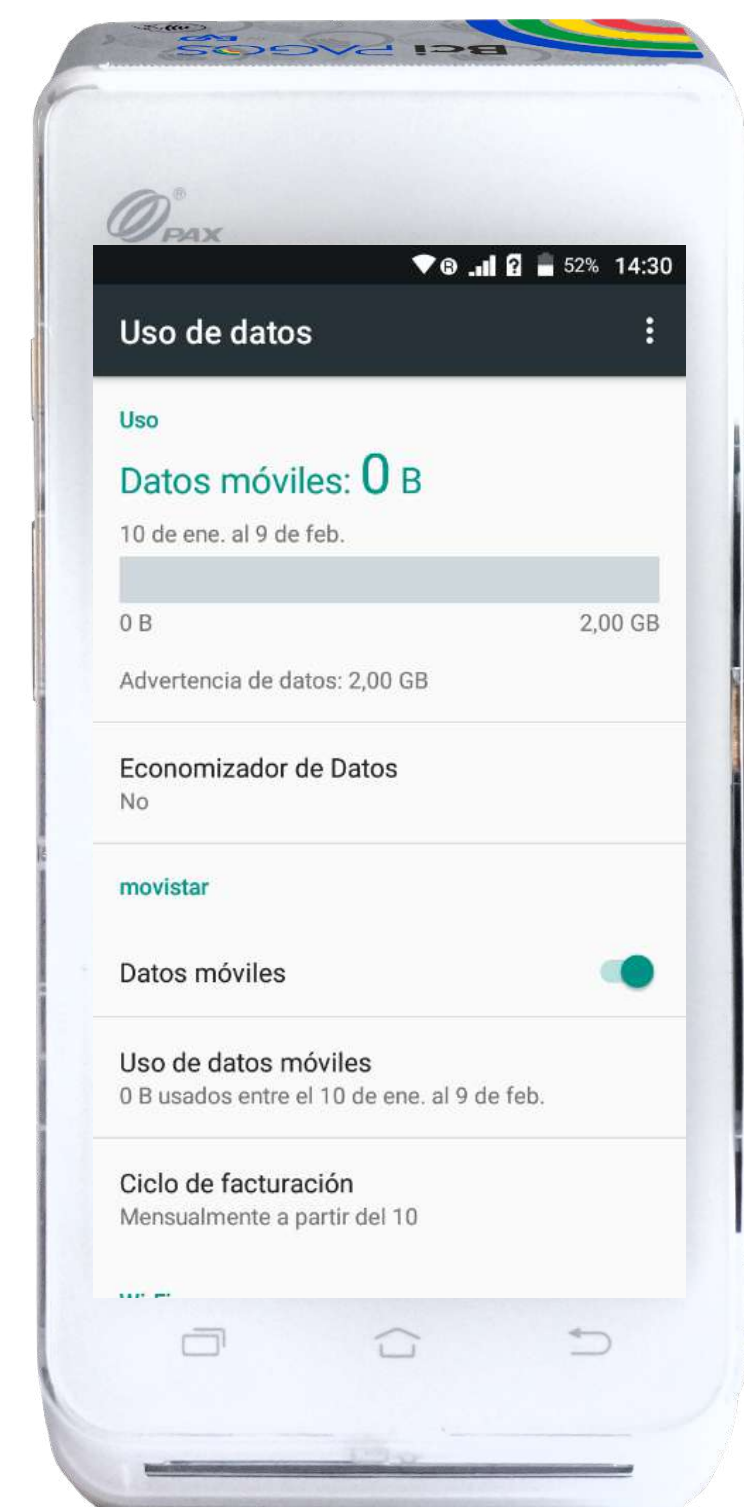 Bci PAGOS
PAX
52% 14:30
Uso de datos
Uso
Datos móviles: 0 B
10 de ene. al 9 de feb.
0 B 2,00 GB
Advertencia de datos: 2,00 GB
Economizador de Datos
No
movistar
Datos móviles
Uso de datos móviles
0 B usados entre el 10 de ene. al 9 de feb.
Ciclo de facturación
Mensualmente a partir del 10